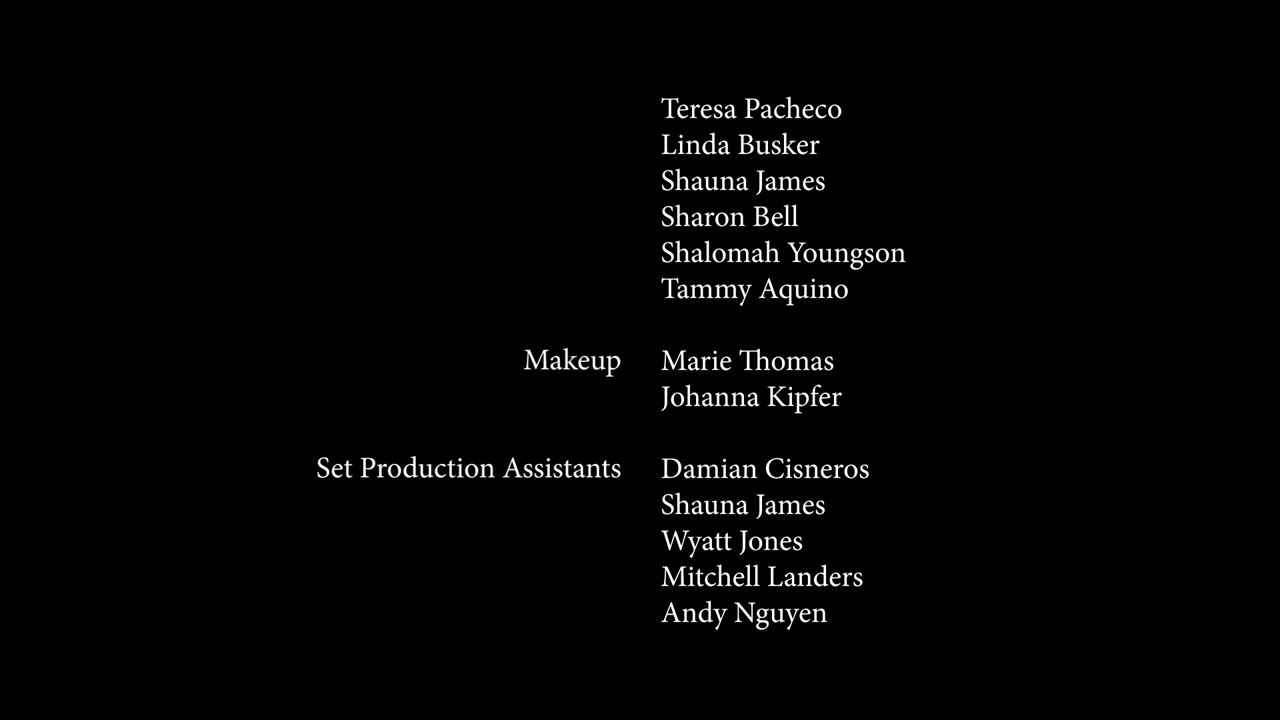 Teresa Pacheco
Linda Busker
Shauna James
Sharon Bell
Shalomah Youngson
Tammy Aquino
Makeup Marie Thomas
Johanna Kipfer
Set Production Assistants Damian Cisneros
Shauna James
Wyatt Jones
Mitchell Landers
Andy Nguyen